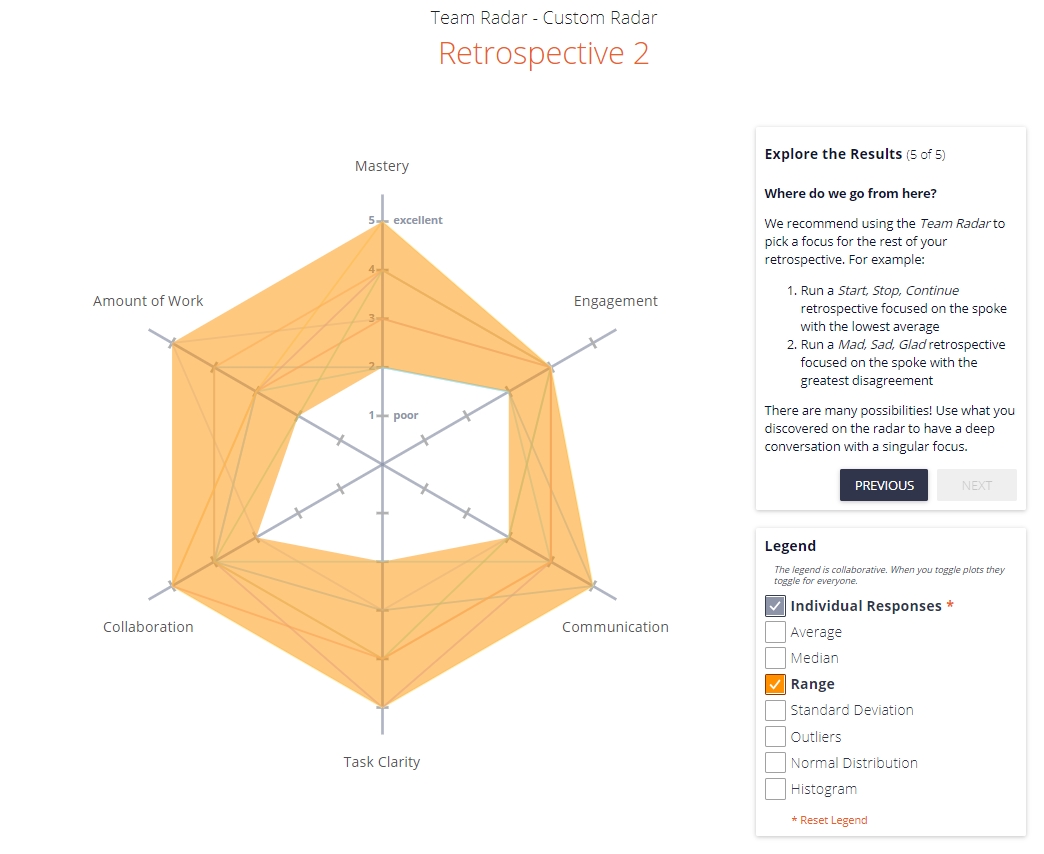 Team Radar - Custom Radar
Retrospective 2
Mastery
5 excellent
4
3
2
1 poor
Amount of Work
Engagement
Collaboration
Communication
Task Clarity
Explore the Results (5 of 5)
Where do we go from here?
We recommend using the Team Radar to
pick a focus for the rest of your
retrospective. For example:
1. Run a Start, Stop, Continue
retrospective focused on the spoke
with the lowest average
2. Run a Mad, Sad, Glad retrospective
focused on the spoke with the
greatest disagreement
There are many possibilities! Use what you
discovered on the radar to have a deep
conversation with a singular focus.
PREVIOUS
NEXT
Legend
The legend is collaborative. When you toggle plots they
toggle for everyone.
Individual Responses *
Average
Median
Range
Standard Deviation
Outliers
Normal Distribution
Histogram
* Reset Legend